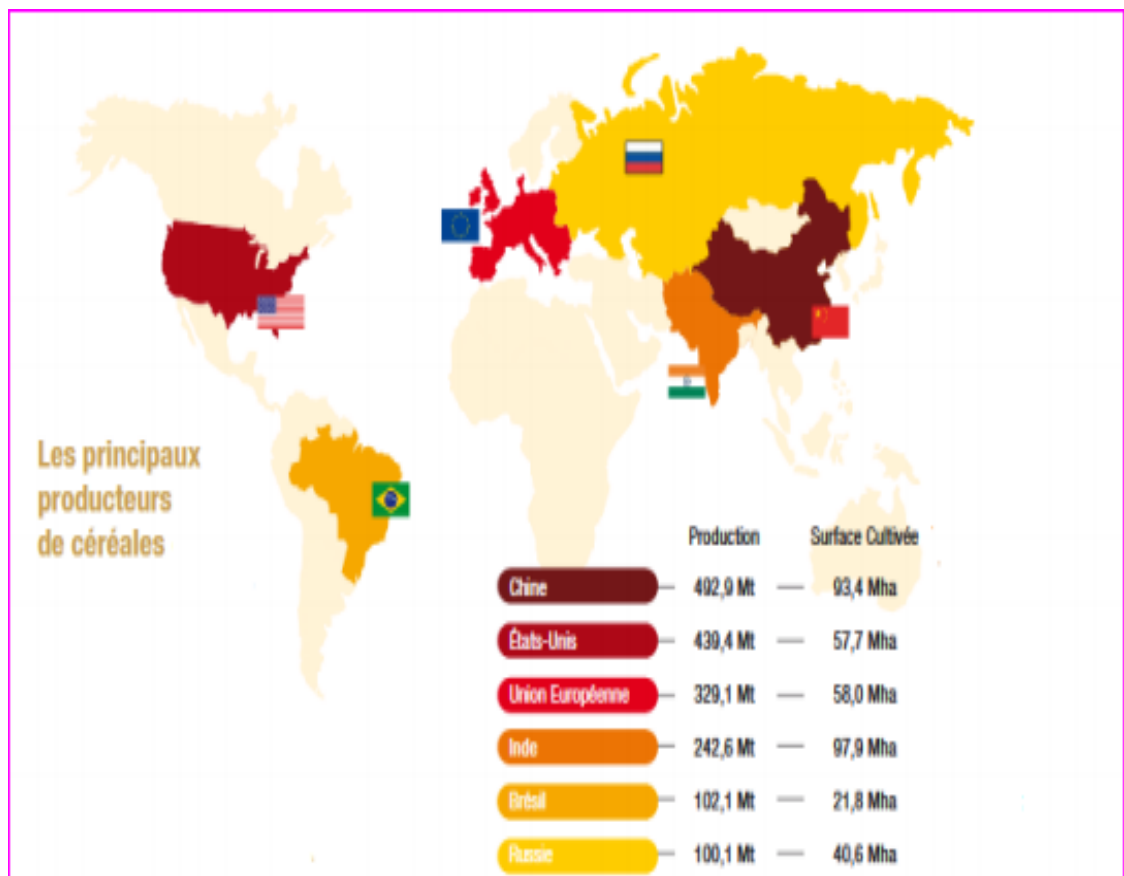 Les principaux
producteurs
de céréales
Production Surface Cultivée
Chine 492,9 Mt 93,4 Mha
États-Unis 439,4 Mt 57,7 Mha
Union Européenne 329,1 Mt 58,0 Mha
Inde 242,6 Mt 97,9 Mha
Brésil 102,1 Mt 21,8 Mha
Russie 100,1 Mt 40,6 Mha